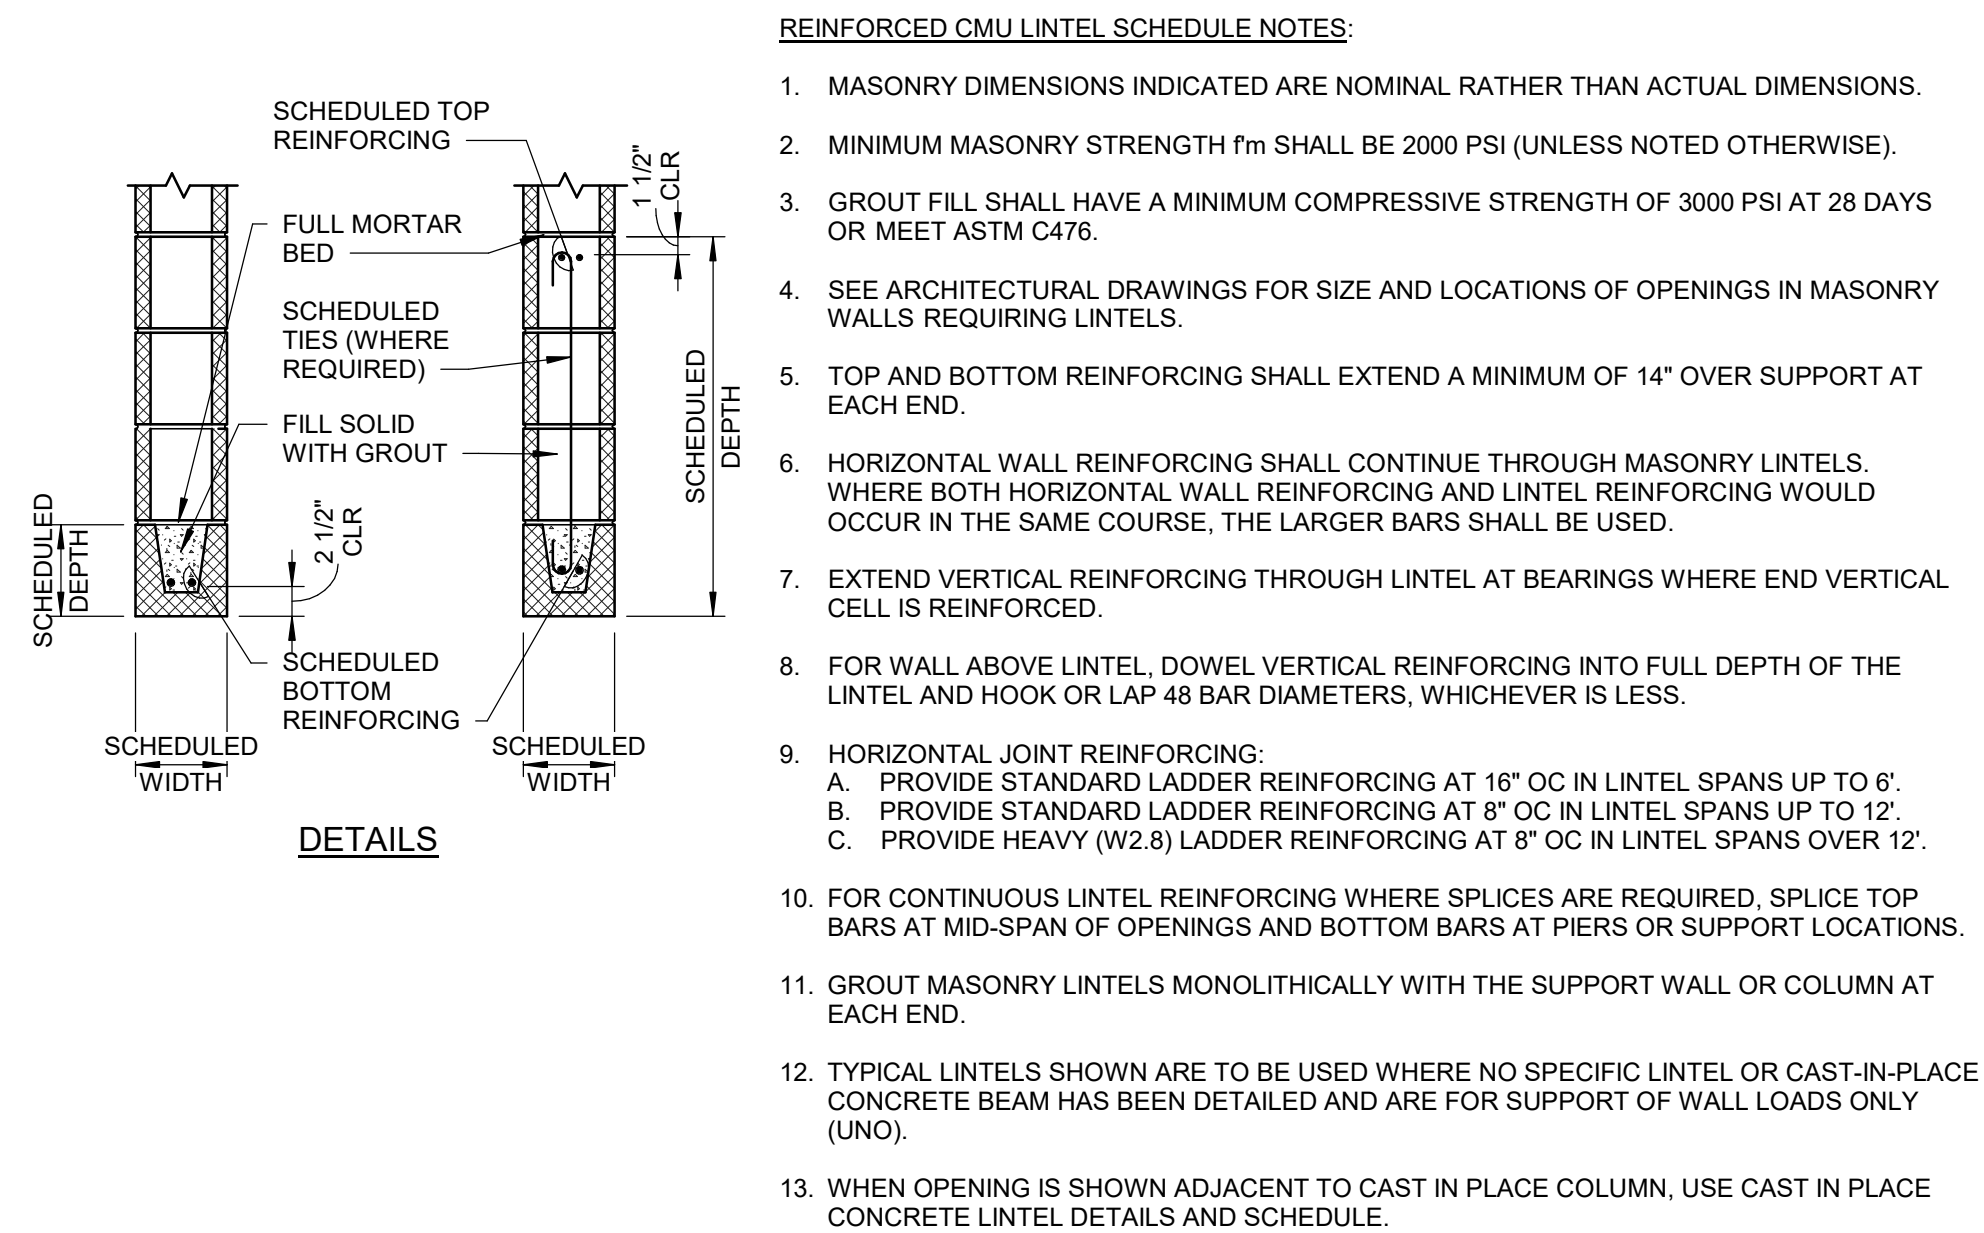 REINFORCED CMU LINTEL SCHEDULE NOTES:
1. MASONRY DIMENSIONS INDICATED ARE NOMINAL RATHER THAN ACTUAL DIMENSIONS.
2. MINIMUM MASONRY STRENGTH f'm SHALL BE 2000 PSI (UNLESS NOTED OTHERWISE).
3. GROUT FILL SHALL HAVE A MINIMUM COMPRESSIVE STRENGTH OF 3000 PSI AT 28 DAYS
OR MEET ASTM C476.
4. SEE ARCHITECTURAL DRAWINGS FOR SIZE AND LOCATIONS OF OPENINGS IN MASONRY
WALLS REQUIRING LINTELS.
5. TOP AND BOTTOM REINFORCING SHALL EXTEND A MINIMUM OF 14" OVER SUPPORT AT
EACH END.
6. HORIZONTAL WALL REINFORCING SHALL CONTINUE THROUGH MASONRY LINTELS.
WHERE BOTH HORIZONTAL WALL REINFORCING AND LINTEL REINFORCING WOULD
OCCUR IN THE SAME COURSE, THE LARGER BARS SHALL BE USED.
7. EXTEND VERTICAL REINFORCING THROUGH LINTEL AT BEARINGS WHERE END VERTICAL
CELL IS REINFORCED.
8. FOR WALL ABOVE LINTEL, DOWEL VERTICAL REINFORCING INTO FULL DEPTH OF THE
LINTEL AND HOOK OR LAP 48 BAR DIAMETERS, WHICHEVER IS LESS.
9. HORIZONTAL JOINT REINFORCING:
A. PROVIDE STANDARD LADDER REINFORCING AT 16" OC IN LINTEL SPANS UP TO 6'.
B. PROVIDE STANDARD LADDER REINFORCING AT 8" OC IN LINTEL SPANS UP TO 12'.
C. PROVIDE HEAVY (W2.8) LADDER REINFORCING AT 8" OC IN LINTEL SPANS OVER 12'.
10. FOR CONTINUOUS LINTEL REINFORCING WHERE SPLICES ARE REQUIRED, SPLICE TOP
BARS AT MID-SPAN OF OPENINGS AND BOTTOM BARS AT PIERS OR SUPPORT LOCATIONS.
11. GROUT MASONRY LINTELS MONOLITHICALLY WITH THE SUPPORT WALL OR COLUMN AT
EACH END.
12. TYPICAL LINTELS SHOWN ARE TO BE USED WHERE NO SPECIFIC LINTEL OR CAST-IN-PLACE
CONCRETE BEAM HAS BEEN DETAILED AND ARE FOR SUPPORT OF WALL LOADS ONLY
(UNO).
13. WHEN OPENING IS SHOWN ADJACENT TO CAST IN PLACE COLUMN, USE CAST IN PLACE
CONCRETE LINTEL DETAILS AND SCHEDULE.
SCHEDULED TOP
REINFORCING
1 1/2"
CLR
FULL MORTAR
BED
SCHEDULED
TIES (WHERE
REQUIRED)
FILL SOLID
WITH GROUT
SCHEDULED
DEPTH
2 1/2"
CLR
SCHEDULED
DEPTH
SCHEDULED
BOTTOM
REINFORCING
SCHEDULED
WIDTH
SCHEDULED
WIDTH
DETAILS